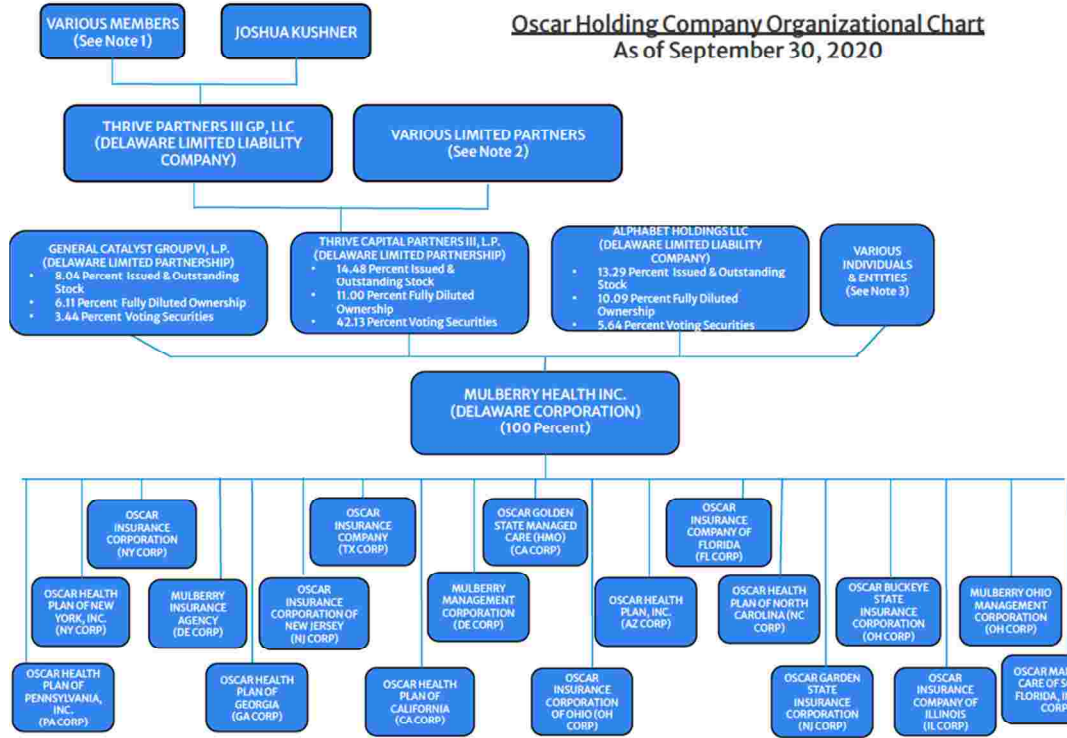 Oscar Holding Company Organizational Chart
As of September 30, 2020
VARIOUS MEMBERS
(See Note 1)
JOSHUA KUSHNER
THRIVE PARTNERS III GP, LLC
(DELAWARE LIMITED LIABILITY
COMPANY)
VARIOUS LIMITED PARTNERS
(See Note 2)
GENERAL CATALYST GROUP VI, L.P.
(DELAWARE LIMITED PARTNERSHIP)
• 8.04 Percent Issued & Outstanding
Stock
• 6.11 Percent Fully Diluted Ownership
• 3.44 Percent Voting Securities
THRIVE CAPITAL PARTNERS III, L.P.
(DELAWARE LIMITED PARTNERSHIP)
• 14.48 Percent Issued &
Outstanding Stock
• 11.00 Percent Fully Diluted
Ownership
• 42.13 Percent Voting Securities
ALPHABET HOLDINGS LLC
(DELAWARE LIMITED LIABILITY
COMPANY)
• 13.29 Percent Issued & Outstanding
Stock
• 10.09 Percent Fully Diluted
Ownership
• 5.64 Percent Voting Securities
VARIOUS
INDIVIDUALS
& ENTITIES
(See Note 3)
MULBERRY HEALTH INC.
(DELAWARE CORPORATION)
(100 Percent)
OSCAR
INSURANCE
CORPORATION
(NY CORP)
OSCAR
INSURANCE
COMPANY
(TX CORP)
OSCAR GOLDEN
STATE MANAGED
CARE (HMO)
(CA CORP)
OSCAR
INSURANCE
COMPANY OF
FLORIDA
(FL CORP)
OSCAR HEALTH
PLAN OF NEW
YORK, INC.
(NY CORP)
MULBERRY
INSURANCE
AGENCY
(DE CORP)
OSCAR
INSURANCE
CORPORATION OF
NEW JERSEY
(NJ CORP)
MULBERRY
MANAGEMENT
CORPORATION
(DE CORP)
OSCAR HEALTH
PLAN, INC.
(AZ CORP)
OSCAR HEALTH
PLAN OF NORTH
CAROLINA (NC
CORP)
OSCAR BUCKEYE
STATE
INSURANCE
CORPORATION
(OH CORP)
MULBERRY OHIO
MANAGEMENT
CORPORATION
(OH CORP)
OSCAR HEALTH
PLAN OF
PENNSYLVANIA,
INC.
(PA CORP)
OSCAR HEALTH
PLAN OF
GEORGIA
(GA CORP)
OSCAR HEALTH
PLAN OF
CALIFORNIA
(CA CORP)
OSCAR
INSURANCE
CORPORATION
OF OHIO (OH
CORP)
OSCAR GARDEN
STATE
INSURANCE
CORPORATION
(NJ CORP)
OSCAR
INSURANCE
COMPANY OF
ILLINOIS
(IL CORP)
OSCAR
CARE OF
FLORIDA,
CORP